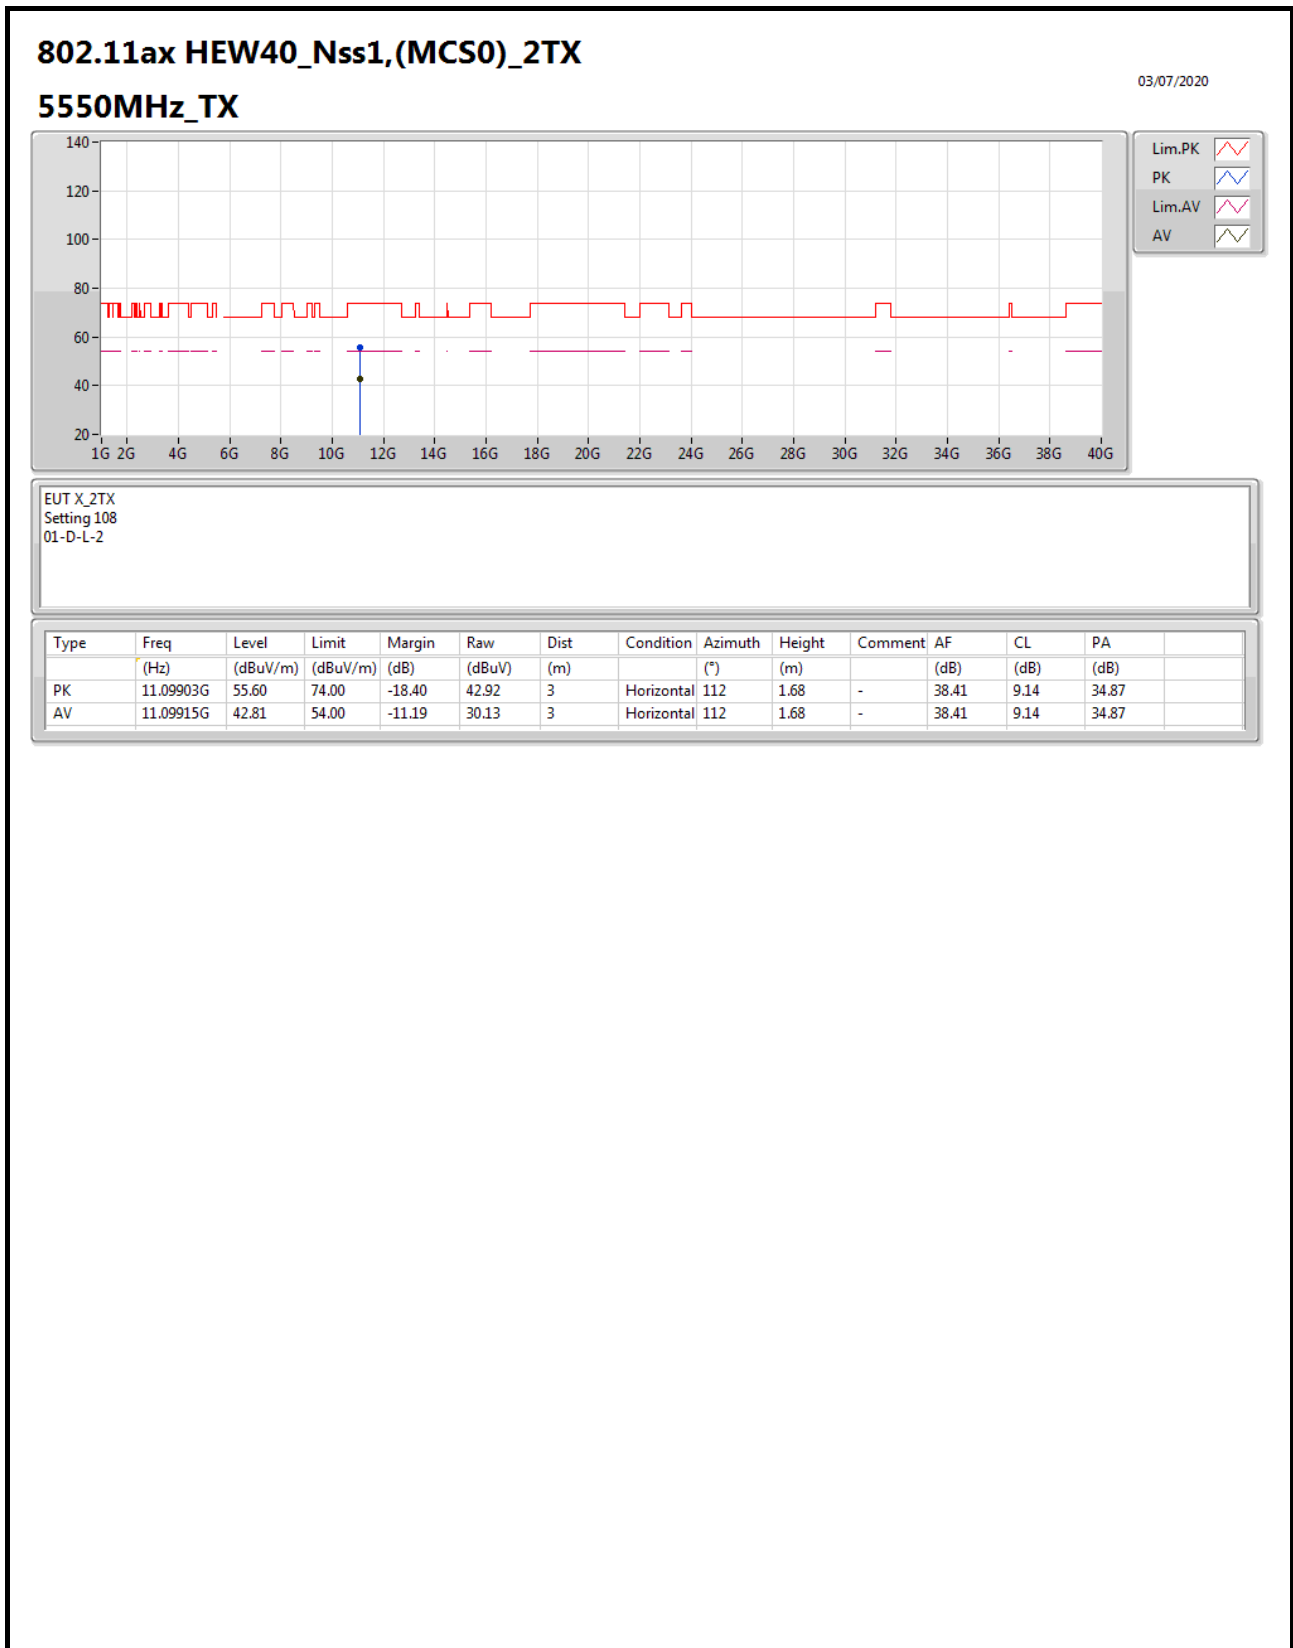 802.11ax HEW40_Nss1,(MCS0)_2TX
03/07/2020
5550MHz_TX
140
120
100
80
60
40
20
1G 2G 4G 6G 8G 10G 12G 14G 16G 18G 20G 22G 24G 26G 28G 30G 32G 34G 36G 38G 40G
Lim.PK
PK
Lim.AV
AV
EUT X_2TX
Setting 108
01-D-L-2
Type Freq Level Limit Margin Raw Dist Condition Azimuth Height Comment AF CL PA
(Hz) (dBuV/m) (dBuV/m) (dB) (dBuV) (m) (°) (m) (dB) (dB) (dB)
PK 11.09903G 55.60 74.00 -18.40 42.92 3 Horizontal 112 1.68 - 38.41 9.14 34.87
AV 11.09915G 42.81 54.00 -11.19 30.13 3 Horizontal 112 1.68 - 38.41 9.14 34.87